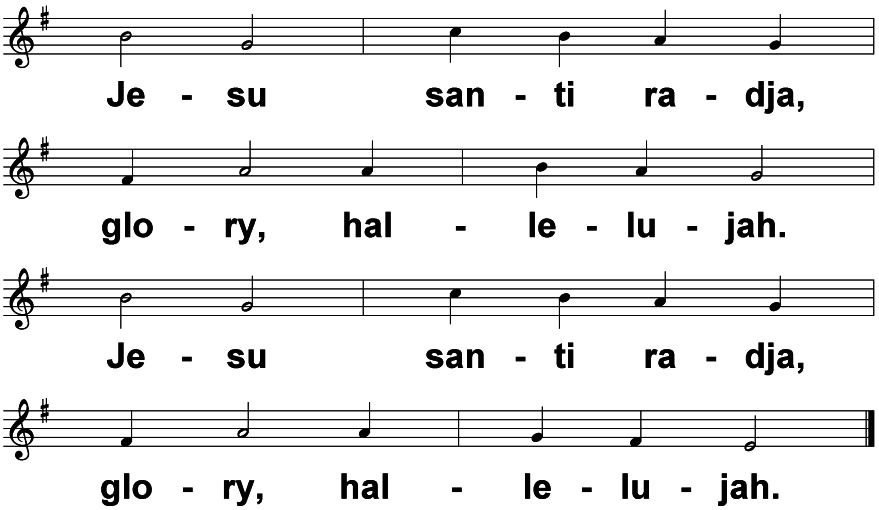 Je - su san - ti ra - dja,
glo - ry, hal - le - lu - jah.
Je - su san - ti ra - dja,
glo - ry, hal - le - lu - jah.